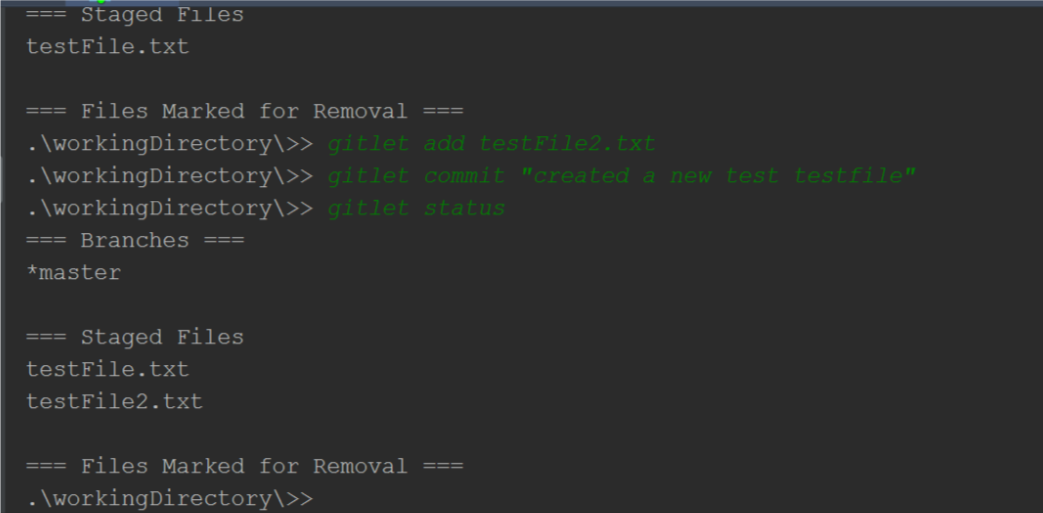 === Staged Files
testFile.txt
=== Files Marked for Removal ===
.\workingDirectory\>> gitlet add testFile2.txt
.\workingDirectory\>> gitlet commit "created a new test testfile"
.\workingDirectory\>> gitlet status
=== Branches ===
*master
=== Staged Files
testFile.txt
testFile2.txt
=== Files Marked for Removal ===
.\workingDirectory\>>